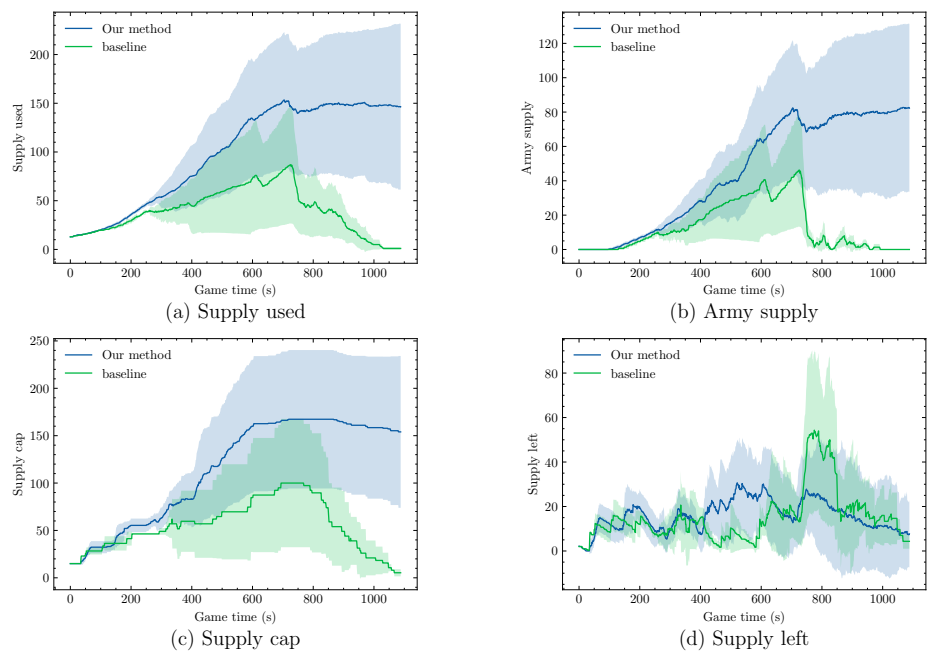 Our method
baseline
200
150
100
50
0
Supply used
0 200 400 600 800 1000
Game time (s)
(a) Supply used
Our method
baseline
120
100
80
60
40
20
0
Army supply
0 200 400 600 800 1000
Game time (s)
(b) Army supply
250
Our method
baseline
200
150
100
50
0
Supply cap
0 200 400 600 800 1000
Game time (s)
(c) Supply cap
Our method
baseline
80
60
40
20
0
Supply left
0 200 400 600 800 1000
Game time (s)
(d) Supply left